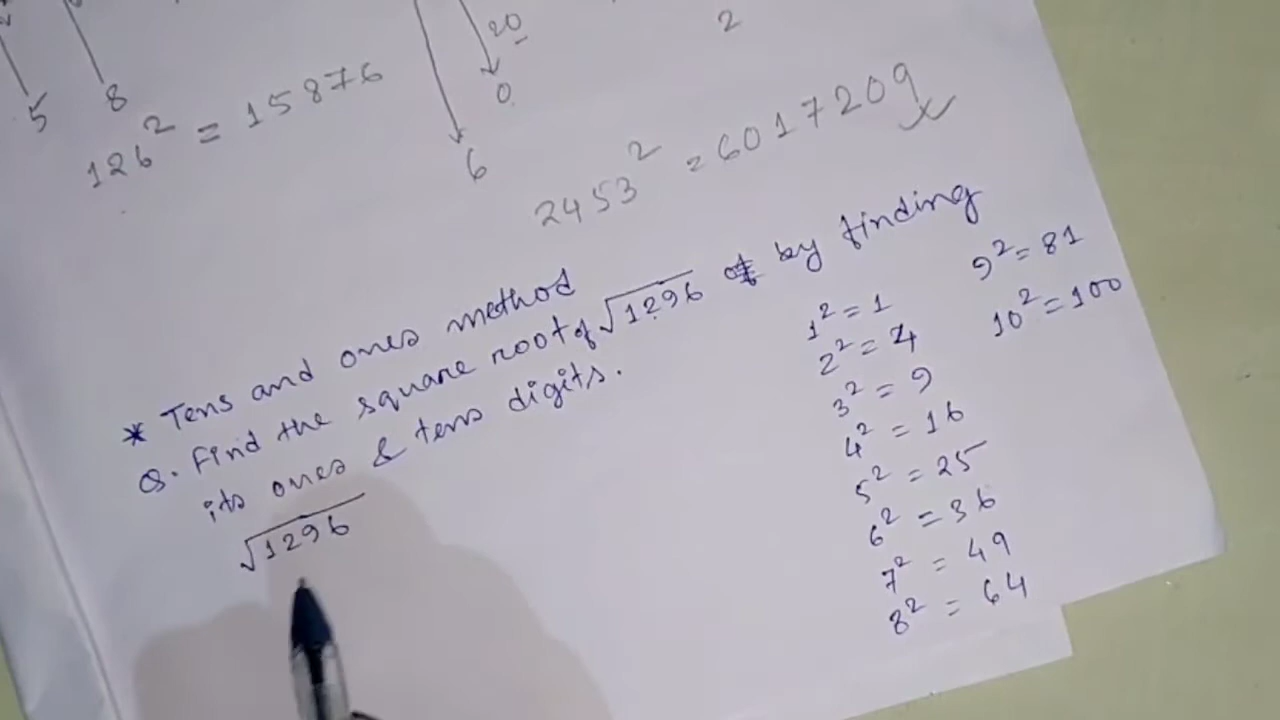 5
8
20
0
6
2
126² = 15876
2453² = 6017209
* Tens and ones method
Q. Find the square root of √1296 by finding
its ones & tens digits.
√1296
1² = 1
2² = 4
3² = 9
4² = 16
5² = 25
6² = 36
7² = 49
8² = 64
9² = 81
10² = 100